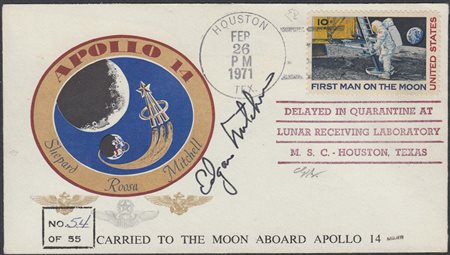 HOUSTON
FEB
26
PM
1971
TEX.
10¢
UNITED STATES
FIRST MAN ON THE MOON
APOLLO 14
Shepard Roosa Mitchell
Edgar Mitchell
DELAYED IN QUARANTINE AT
LUNAR RECEIVING LABORATORY
M. S. C. - HOUSTON, TEXAS
NO. 54
OF 55
CARRIED TO THE MOON ABOARD APOLLO 14